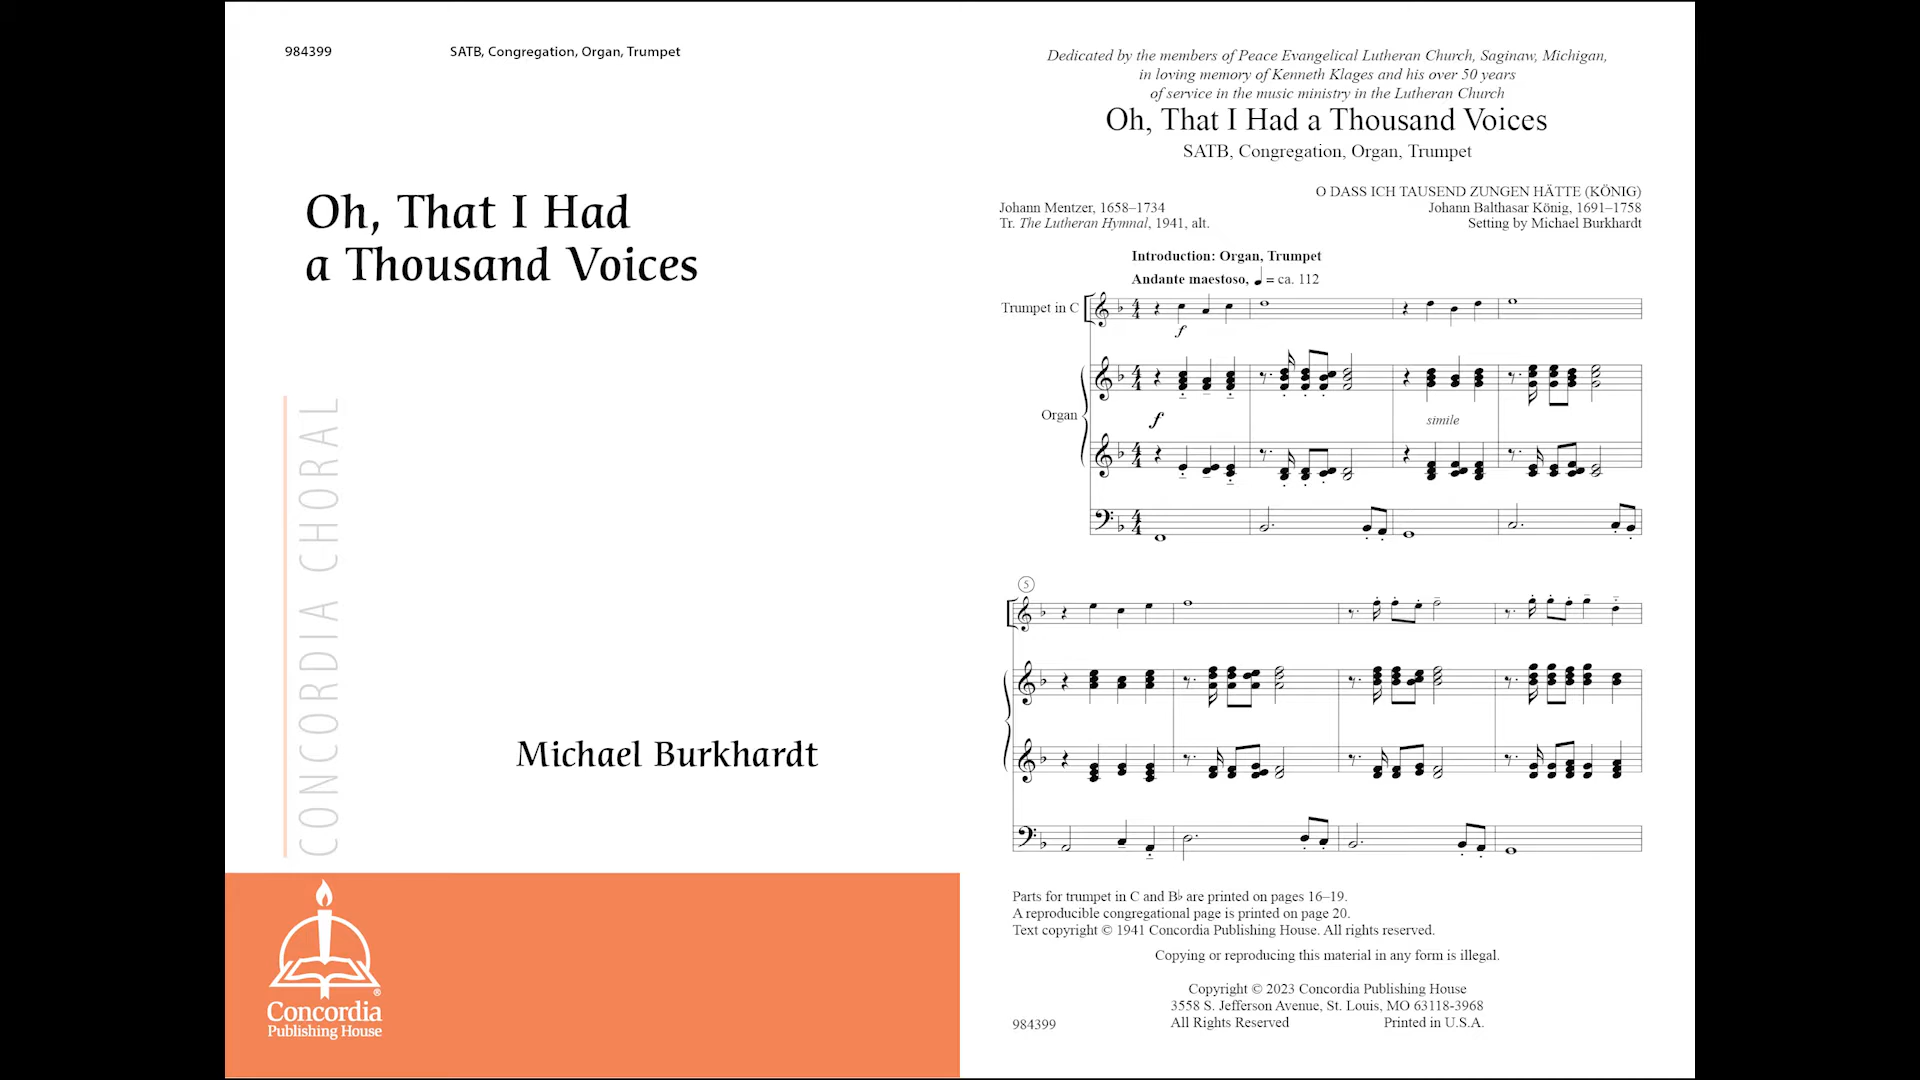 984399
SATB, Congregation, Organ, Trumpet
Oh, That I Had
a Thousand Voices
CONCORDIA CHORAL
Michael Burkhardt
Concordia
Publishing House
Dedicated by the members of Peace Evangelical Lutheran Church, Saginaw, Michigan,
in loving memory of Kenneth Klages and his over 50 years
of service in the music ministry in the Lutheran Church
Oh, That I Had a Thousand Voices
SATB, Congregation, Organ, Trumpet
O DASS ICH TAUSEND ZUNGEN HÄTTE (KÖNIG)
Johann Mentzer, 1658–1734
Johann Balthasar König, 1691–1758
Tr. The Lutheran Hymnal, 1941, alt.
Setting by Michael Burkhardt
Introduction: Organ, Trumpet
Andante maestoso, ♩ = ca. 112
Trumpet in C
f
Organ
f
simile
5
Parts for trumpet in C and B♭ are printed on pages 16–19.
A reproducible congregational page is printed on page 20.
Text copyright © 1941 Concordia Publishing House. All rights reserved.
Copying or reproducing this material in any form is illegal.
Copyright © 2023 Concordia Publishing House
3558 S. Jefferson Avenue, St. Louis, MO 63118-3968
984399
All Rights Reserved
Printed in U.S.A.